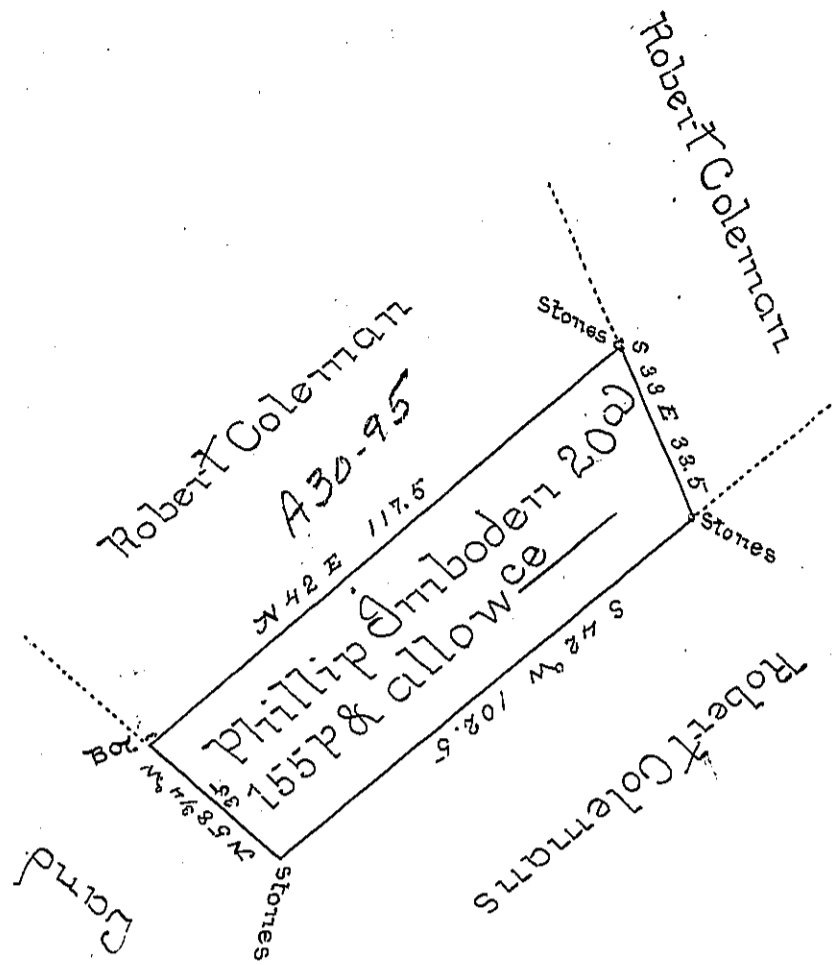 Robert Coleman
Robert Coleman
A30-95
Stones
S 33 E 33.5
N 42 E 117.5
Phillip Imboden 20a
155P & allowce
Stones
S 42 W 102.5
BO
N 58 3/4 W
35
Stones
Robert Colemans
Land